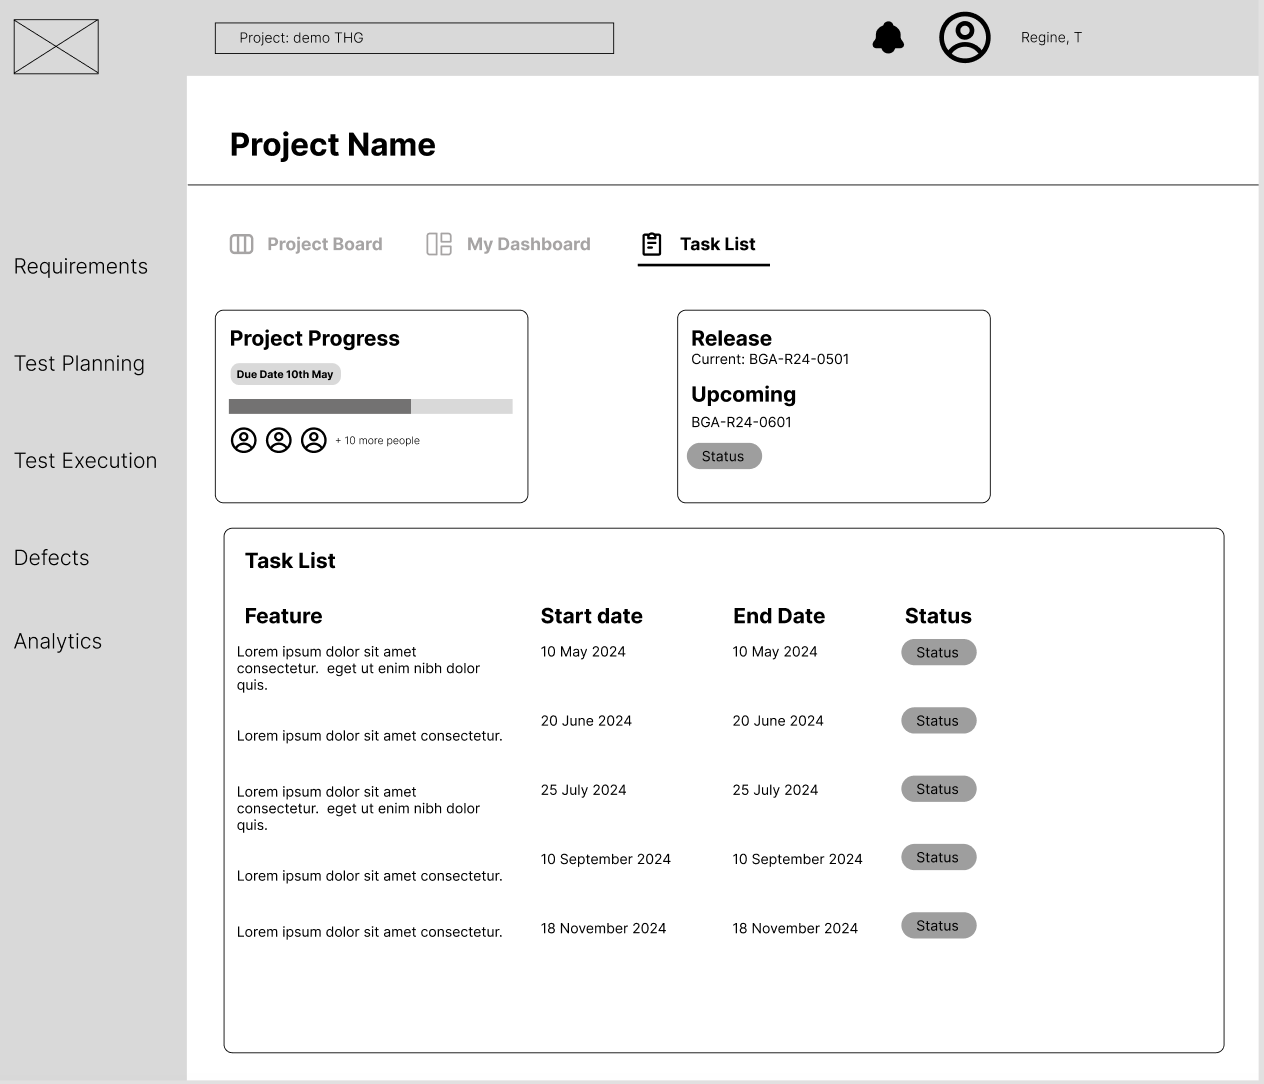 Project: demo THG
Regine, T
Project Name
Project Board
My Dashboard
Task List
Requirements
Test Planning
Test Execution
Defects
Analytics
Project Progress
Due Date 10th May
+ 10 more people
Release
Current: BGA-R24-0501
Upcoming
BGA-R24-0601
Status
Task List
Feature Start date End Date Status
Lorem ipsum dolor sit amet 10 May 2024 10 May 2024 Status
consectetur.  eget ut enim nibh dolor
quis.
20 June 2024 20 June 2024 Status
Lorem ipsum dolor sit amet consectetur.
Lorem ipsum dolor sit amet 25 July 2024 25 July 2024 Status
consectetur.  eget ut enim nibh dolor
quis.
10 September 2024 10 September 2024 Status
Lorem ipsum dolor sit amet consectetur.
Lorem ipsum dolor sit amet consectetur. 18 November 2024 18 November 2024 Status